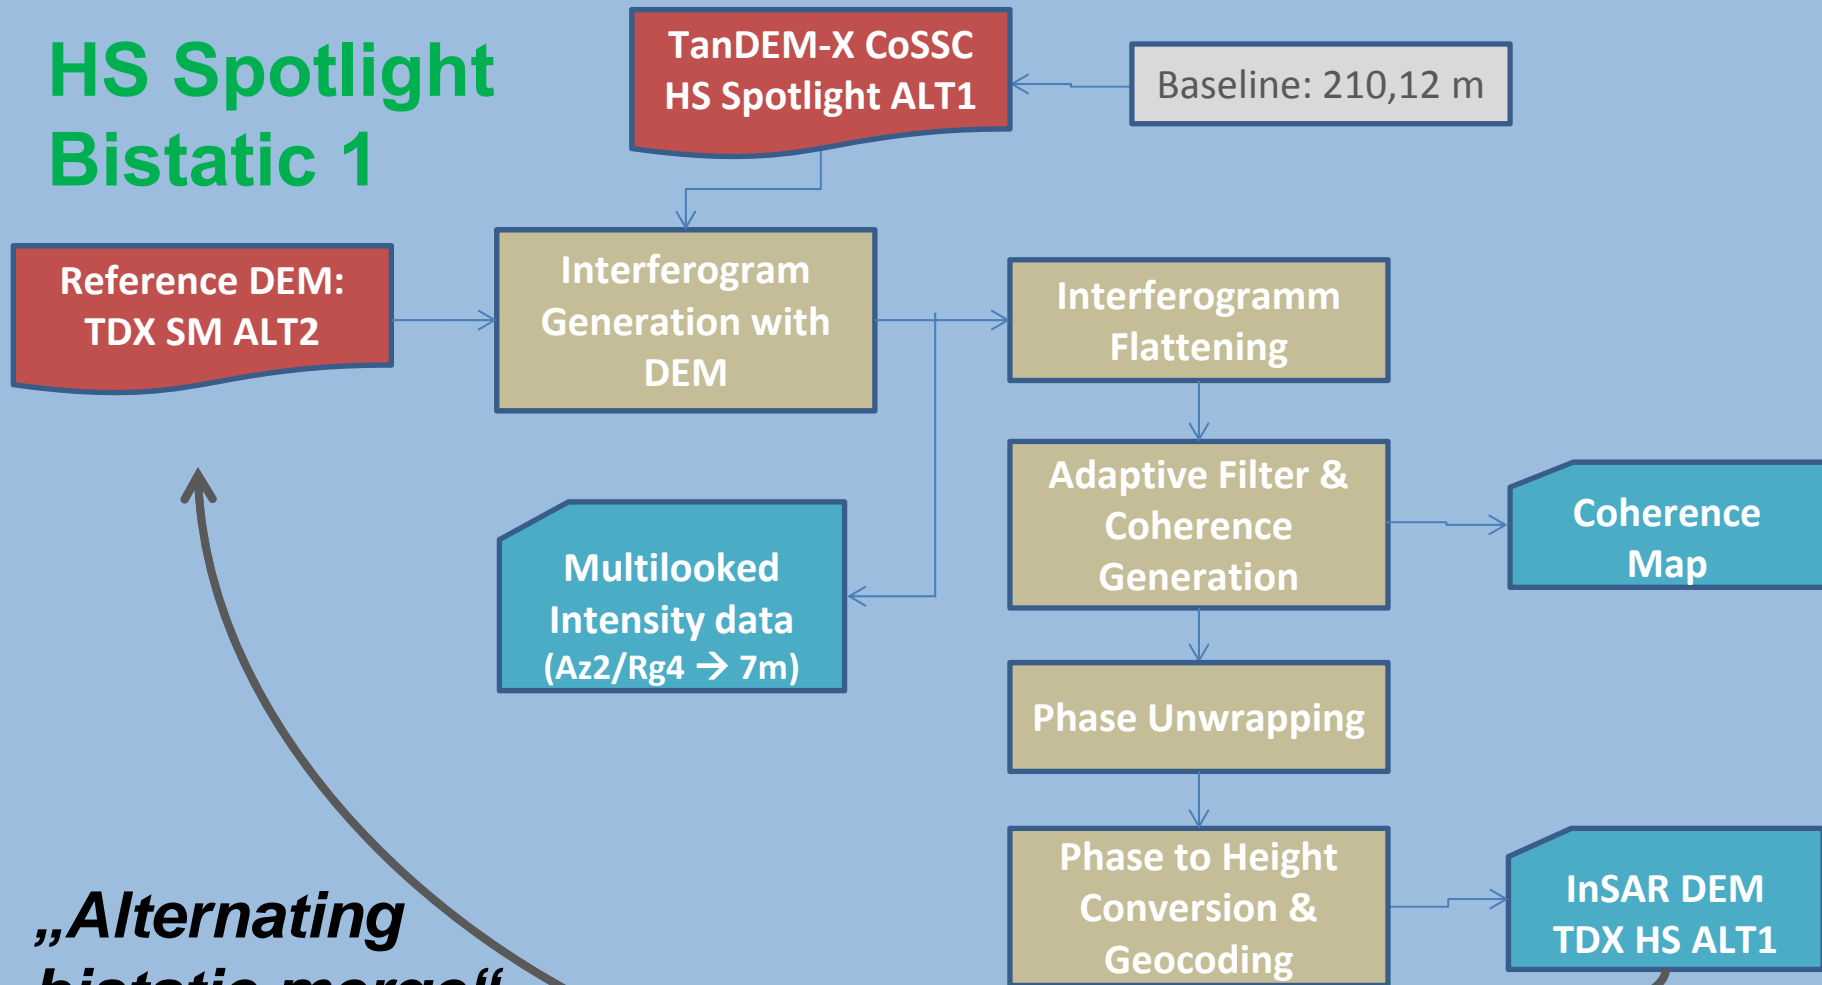 HS Spotlight
Bistatic 1
TanDEM-X CoSSC
HS Spotlight ALT1
Baseline: 210,12 m
Reference DEM:
TDX SM ALT2
Interferogram
Generation with
DEM
Interferogramm
Flattening
Adaptive Filter &
Coherence
Generation
Coherence
Map
Multilooked
Intensity data
(Az2/Rg4 → 7m)
Phase Unwrapping
Phase to Height
Conversion &
Geocoding
InSAR DEM
TDX HS ALT1
„Alternating
bistatic merge“